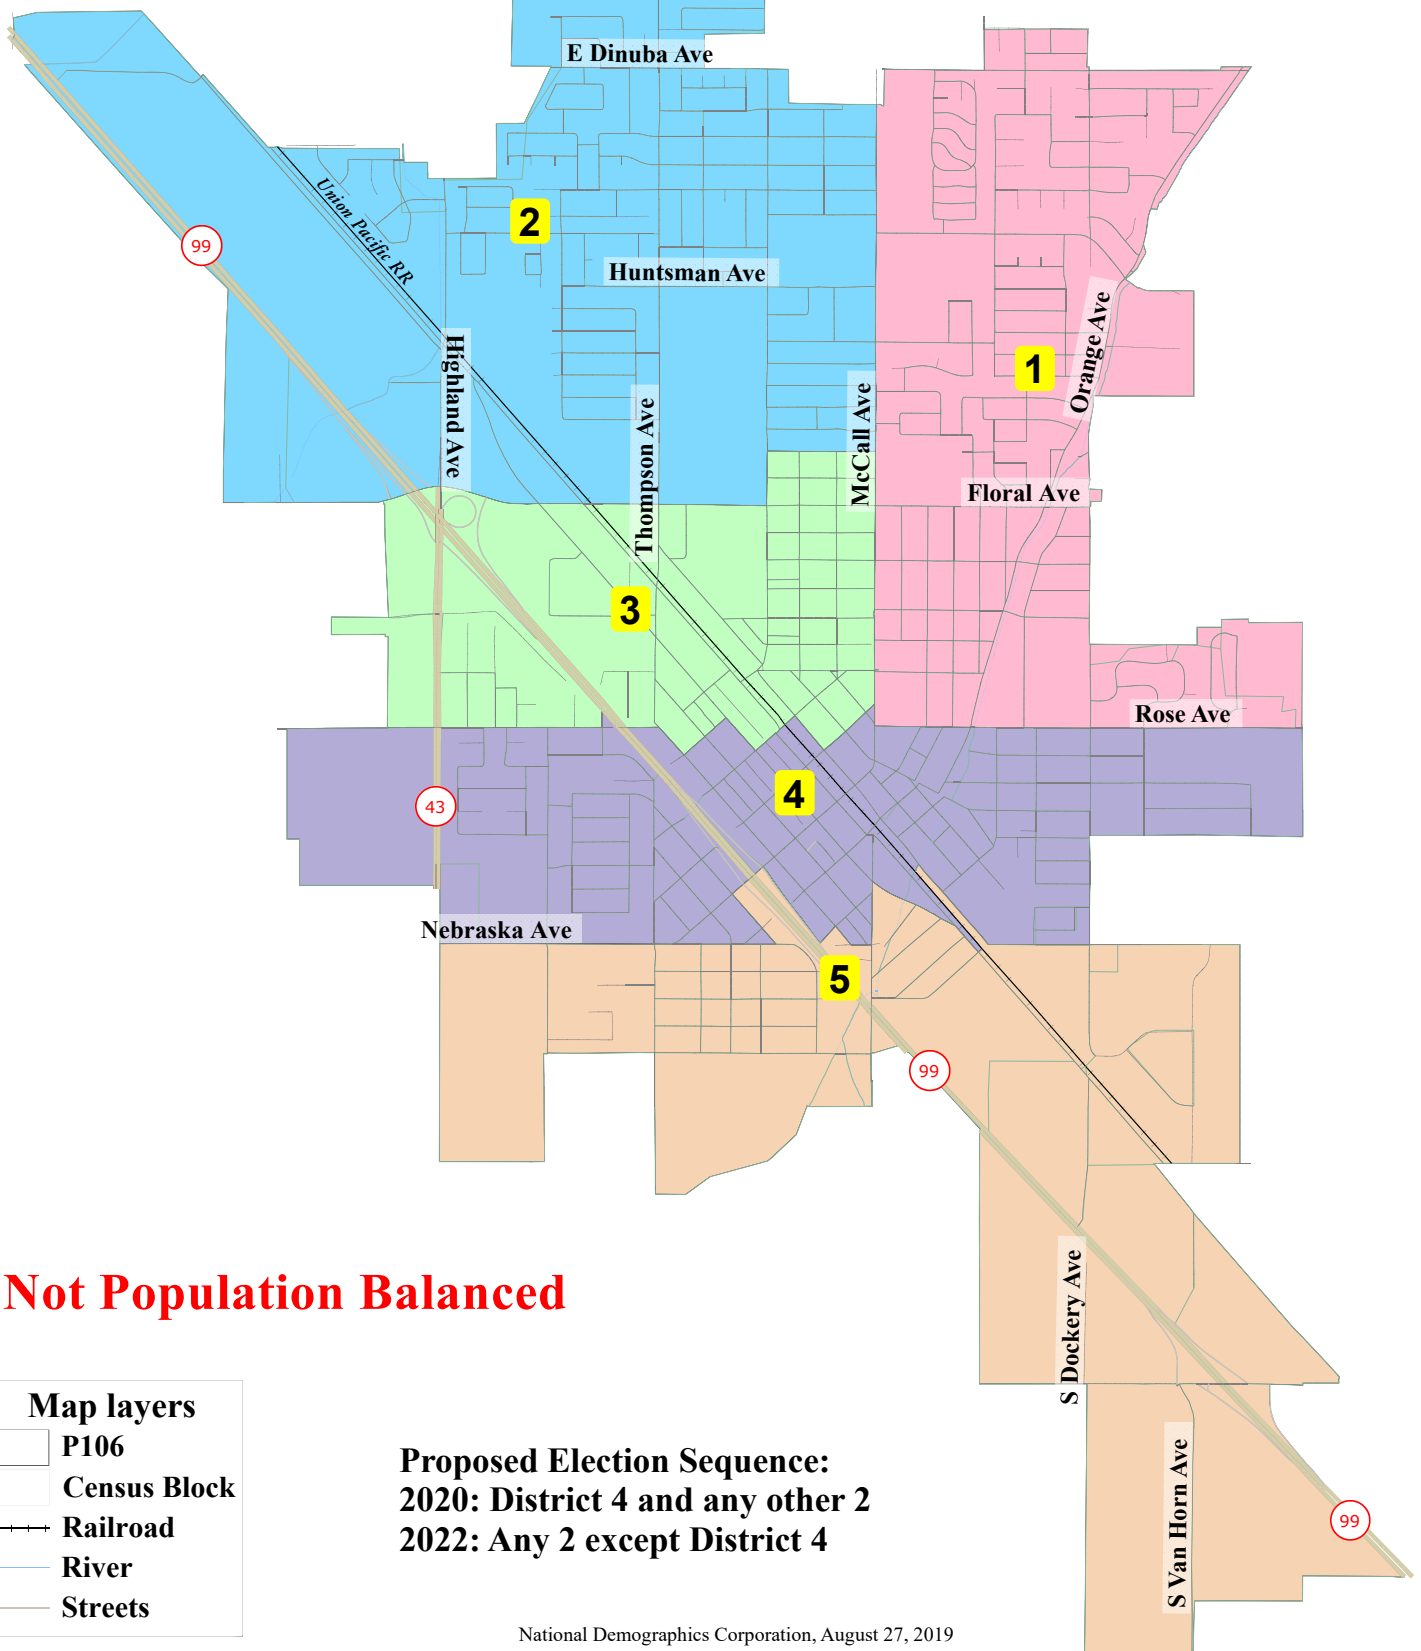 E Dinuba Ave
Union Pacific RR
99
2
Huntsman Ave
Highland Ave
Thompson Ave
McCall Ave
1
Orange Ave
Floral Ave
3
Rose Ave
4
43
Nebraska Ave
5
99
S Dockery Ave
S Van Horn Ave
99
Not Population Balanced
Map layers
P106
Census Block
Railroad
River
Streets
Proposed Election Sequence:
2020: District 4 and any other 2
2022: Any 2 except District 4
National Demographics Corporation, August 27, 2019